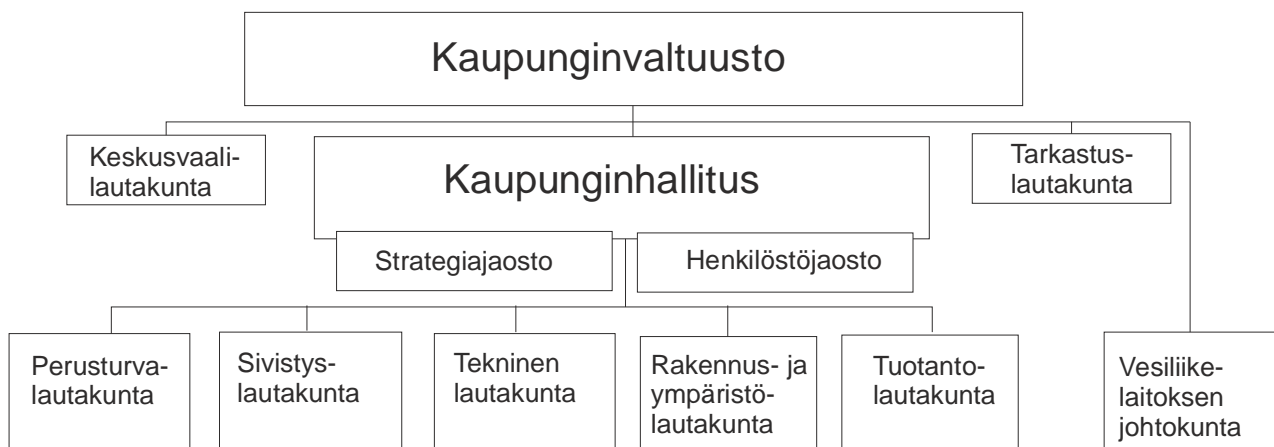 Kaupunginvaltuusto
Keskusvaali-
lautakunta
Kaupunginhallitus
Tarkastus-
lautakunta
Strategiajaosto
Henkilöstöjaosto
Perusturva-
lautakunta
Sivistys-
lautakunta
Tekninen
lautakunta
Rakennus- ja
ympäristö-
lautakunta
Tuotanto-
lautakunta
Vesiliike-
laitoksen
johtokunta